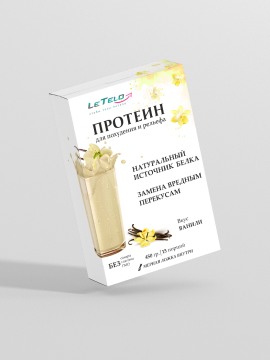 LETELO
ПРОТЕИН
для похудения и рельефа
НАТУРАЛЬНЫЙ
ИСТОЧНИК БЕЛКА
ЗАМЕНА ВРЕДНЫМ
ПЕРЕКУСАМ
Вкус
ВАНИЛИ
БЕЗ
450 гр. / 15 порций
МЕРНАЯ ЛОЖКА ВНУТРИ